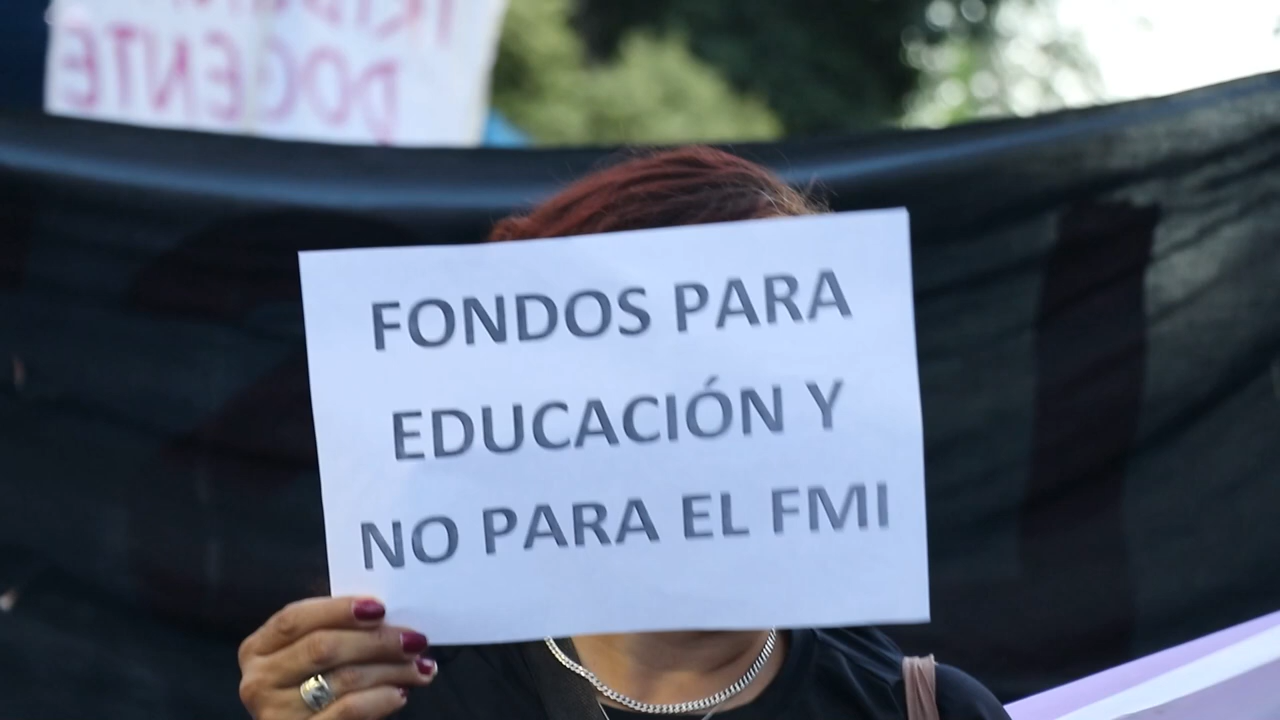 DOCENTE
FONDOS PARA
EDUCACIÓN Y
NO PARA EL FMI